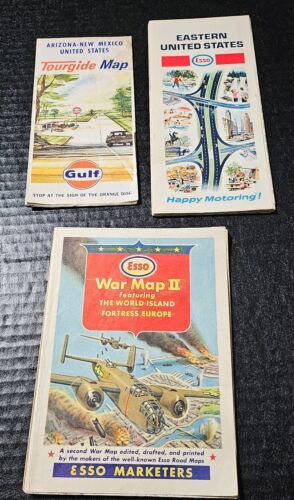 ARIZONA-NEW MEXICO
UNITED STATES
Tourgide Map
Gulf
STOP AT THE SIGN OF THE ORANGE DISC
EASTERN
UNITED STATES
Esso
Happy Motoring!
Esso
War Map II
featuring
THE WORLD ISLAND
FORTRESS EUROPE
A second War Map edited, drafted, and printed
by the makers of the well-known Esso Road Maps
ESSO MARKETERS